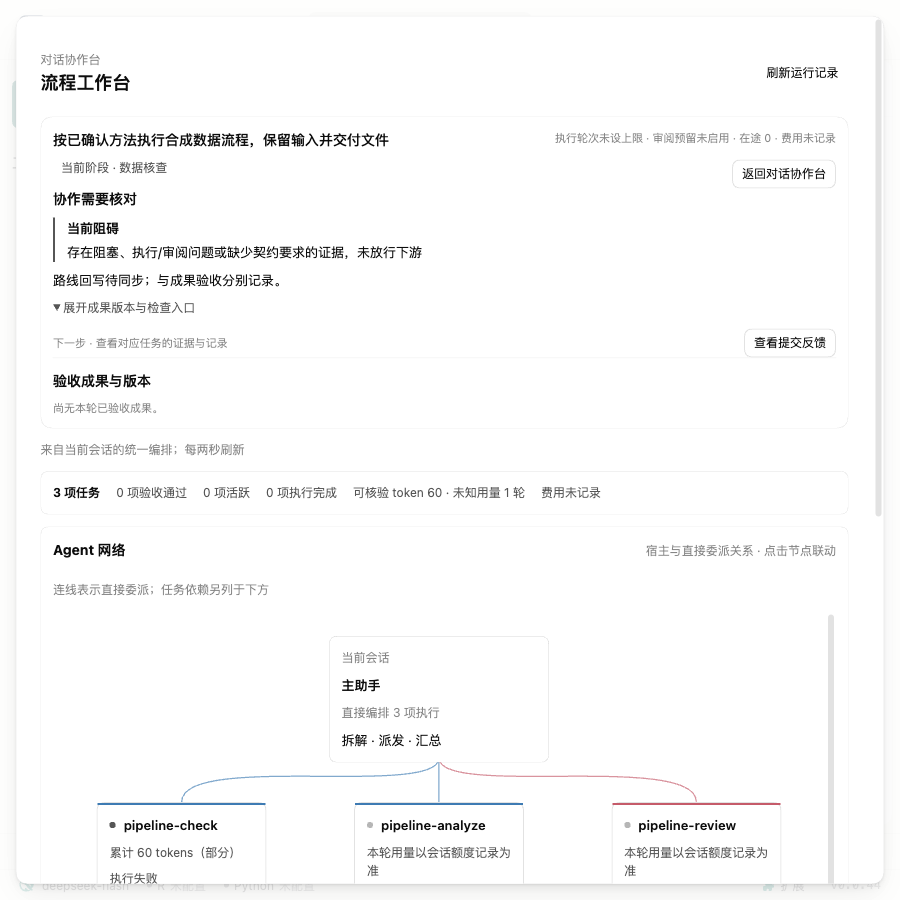 对话协作台
流程工作台
刷新运行记录
按已确认方法执行合成数据流程，保留输入并交付文件
执行轮次未设上限 · 审阅预留未启用 · 在途 0 · 费用未记录
当前阶段 · 数据核查
返回对话协作台
协作需要核对
当前阻碍
存在阻塞、执行/审阅问题或缺少契约要求的证据，未放行下游
路线回写待同步；与成果验收分别记录。
▼展开成果版本与检查入口
下一步 · 查看对应任务的证据与记录
查看提交反馈
验收成果与版本
尚无本轮已验收成果。
来自当前会话的统一编排；每两秒刷新
3 项任务 0 项验收通过 0 项活跃 0 项执行完成 可核验 token 60 · 未知用量 1 轮 费用未记录
Agent 网络
宿主与直接委派关系 · 点击节点联动
连线表示直接委派；任务依赖另列于下方
当前会话
主助手
直接编排 3 项执行
拆解 · 派发 · 汇总
pipeline-check
累计 60 tokens（部分）
执行失败
pipeline-analyze
本轮用量以会话额度记录为
准
pipeline-review
本轮用量以会话额度记录为
准